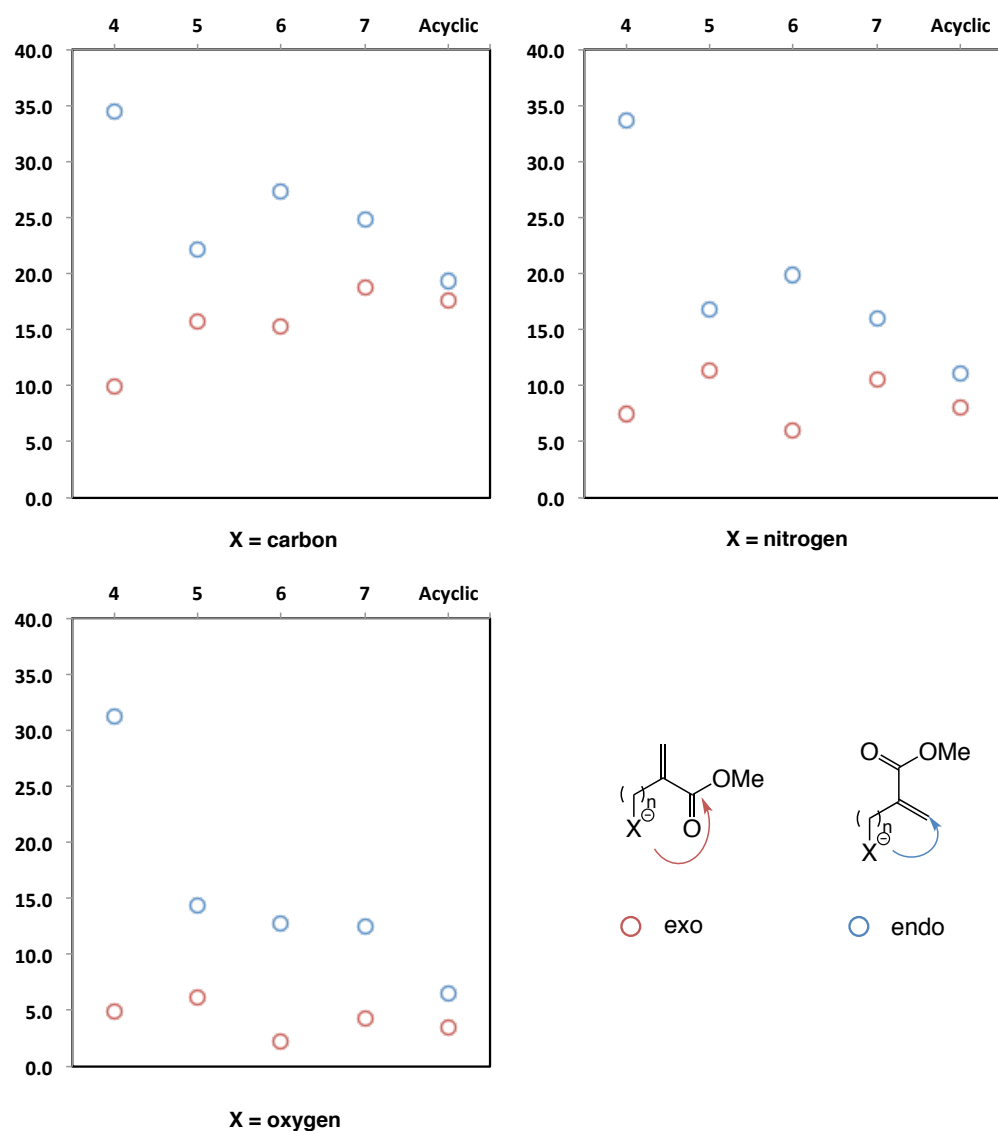 4 5 6 7 Acyclic
40.0
35.0
30.0
25.0
20.0
15.0
10.0
5.0
0.0
X = carbon
4 5 6 7 Acyclic
40.0
35.0
30.0
25.0
20.0
15.0
10.0
5.0
0.0
X = nitrogen
4 5 6 7 Acyclic
40.0
35.0
30.0
25.0
20.0
15.0
10.0
5.0
0.0
X = oxygen
OMe
( )n
X⊖ O
exo
O OMe
( )n
X⊖
endo